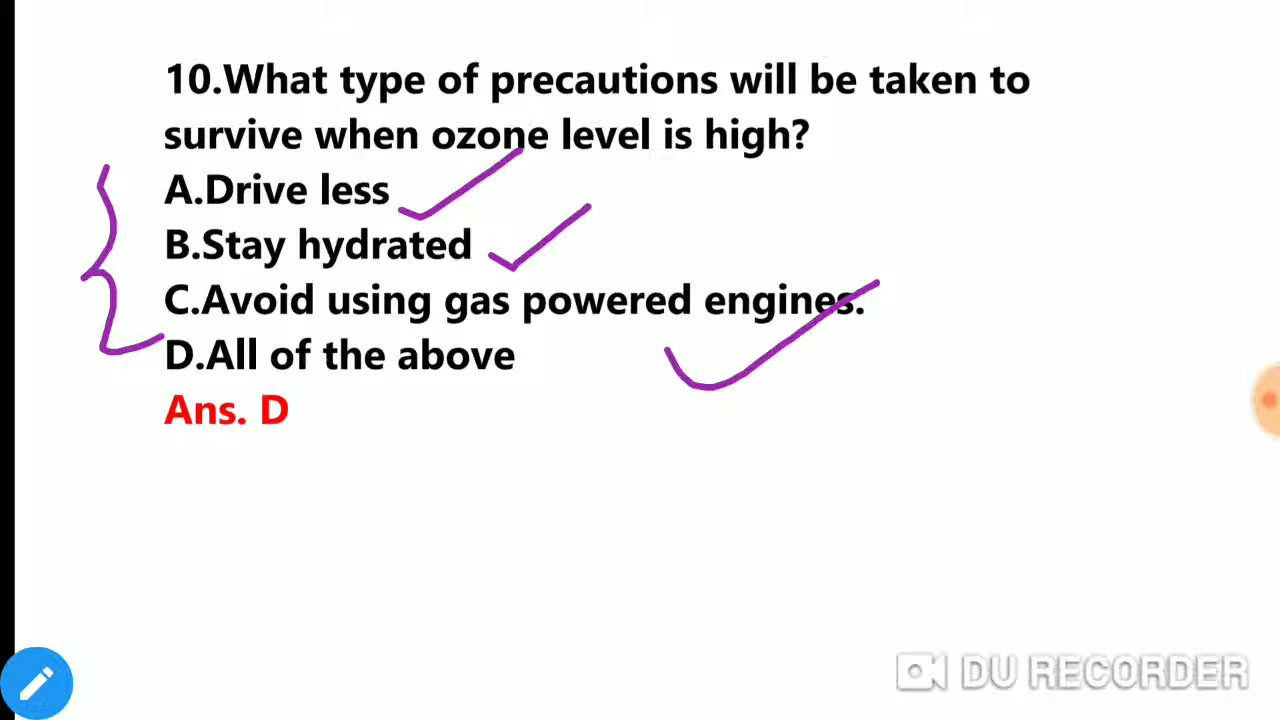 10.What type of precautions will be taken to
survive when ozone level is high?
A.Drive less
B.Stay hydrated
C.Avoid using gas powered engines.
D.All of the above
Ans. D
DU RECORDER